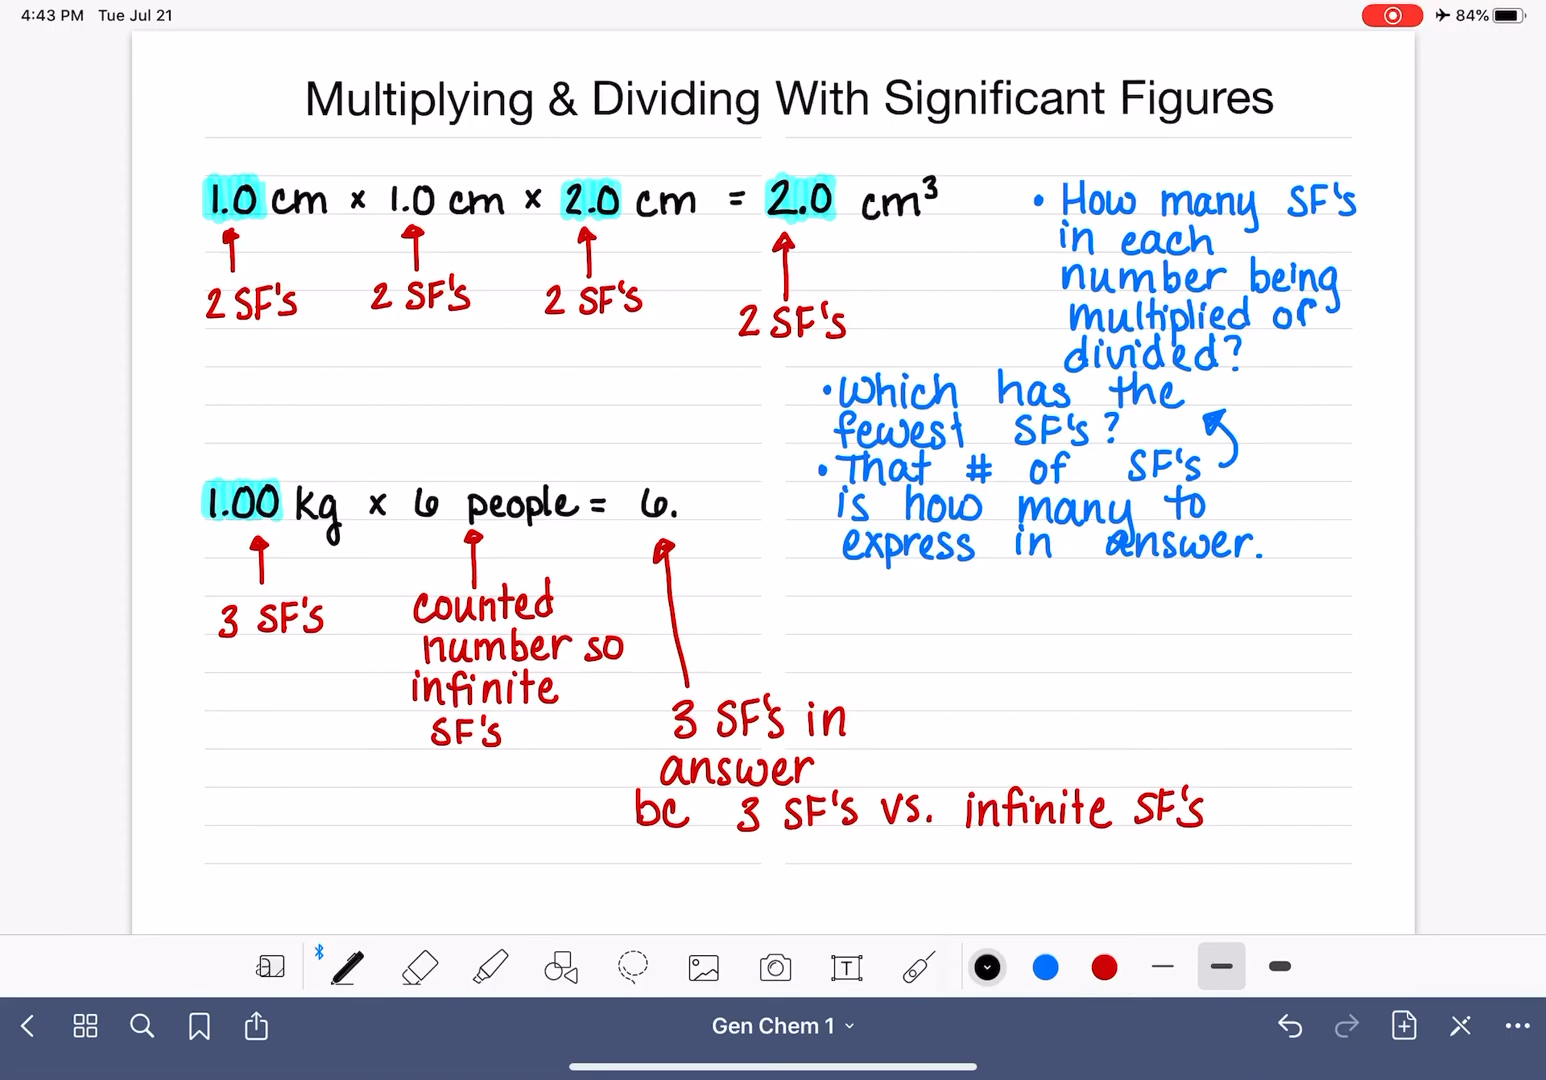 4:43 PM Tue Jul 21
84%
Multiplying & Dividing With Significant Figures
1.0 cm × 1.0 cm × 2.0 cm = 2.0 cm³
2 SF's 2 SF's 2 SF's 2 SF's
• How many SF's
in each
number being
multiplied or
divided?
• Which has the
fewest SF's?
• That # of SF's
is how many to
express in answer.
1.00 kg × 6 people = 6.
3 SF's
counted
number so
infinite
SF's
3 SF's in
answer
bc 3 SF's vs. infinite SF's
T
Gen Chem 1